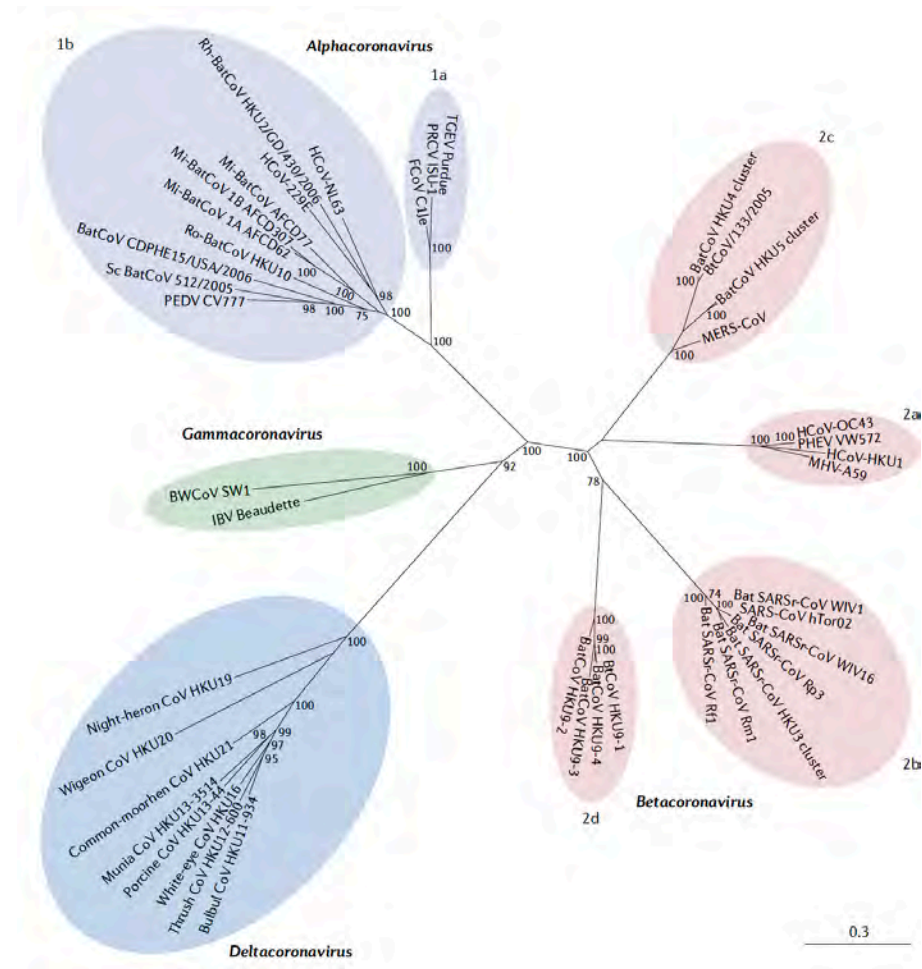 1b
Alphacoronavirus
1a
Rh-BatCoV HKU2/GD/430/2006
HCoV-NL63
HCoV-229E
Mi-BatCoV AFCD77
Mi-BatCoV 1B AFCD307
Mi-BatCoV 1A AFCD62
Ro-BatCoV HKU10
BatCoV CDPHE15/USA/2006
Sc BatCoV 512/2005
PEDV CV777
100
100
98
98
100
75
100
TGEV Purdue
PRCV ISU-1
FCoV C1Je
100
100
2c
BatCoV HKU4 cluster
BtCoV/133/2005
100
BatCoV HKU5 cluster
100
MERS-CoV
100
2a
HCoV-OC43
100
100
PHEV VW572
HCoV-HKU1
MHV-A59
Gammacoronavirus
100
BWCoV SW1
IBV Beaudette
92
100
100
78
100
74
100
Bat SARSr-CoV WIV1
SARS-CoV hTor02
Bat SARSr-CoV WIV16
Bat SARSr-CoV Rp3
Bat SARSr-CoV HKU3 cluster
Bat SARSr-CoV Rm1
Bat SARSr-CoV Rf1
2b
100
99
100
BtCoV HKU9-1
BatCoV HKU9-4
BatCoV HKU9-3
BatCoV HKU9-2
2d
Betacoronavirus
100
Night-heron CoV HKU19
Wigeon CoV HKU20
100
98
99
97
95
Common-moorhen CoV HKU21
Munia CoV HKU13-3514
Porcine CoV HKU13-44
White-eye CoV HKU16
Thrush CoV HKU12-600
Bulbul CoV HKU11-934
Deltacoronavirus
0.3